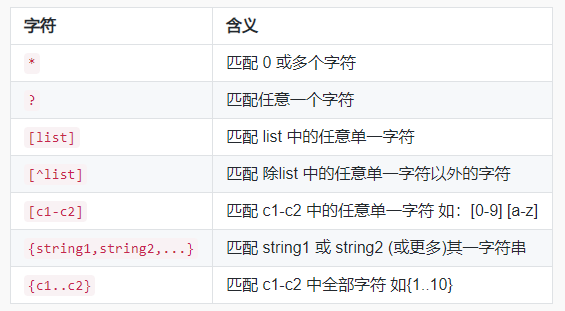 字符 含义
* 匹配 0 或多个字符
? 匹配任意一个字符
[list] 匹配 list 中的任意单一字符
[^list] 匹配 除list 中的任意单一字符以外的字符
[c1-c2] 匹配 c1-c2 中的任意单一字符 如：[0-9] [a-z]
{string1,string2,...} 匹配 string1 或 string2 (或更多)其一字符串
{c1..c2} 匹配 c1-c2 中全部字符 如{1..10}